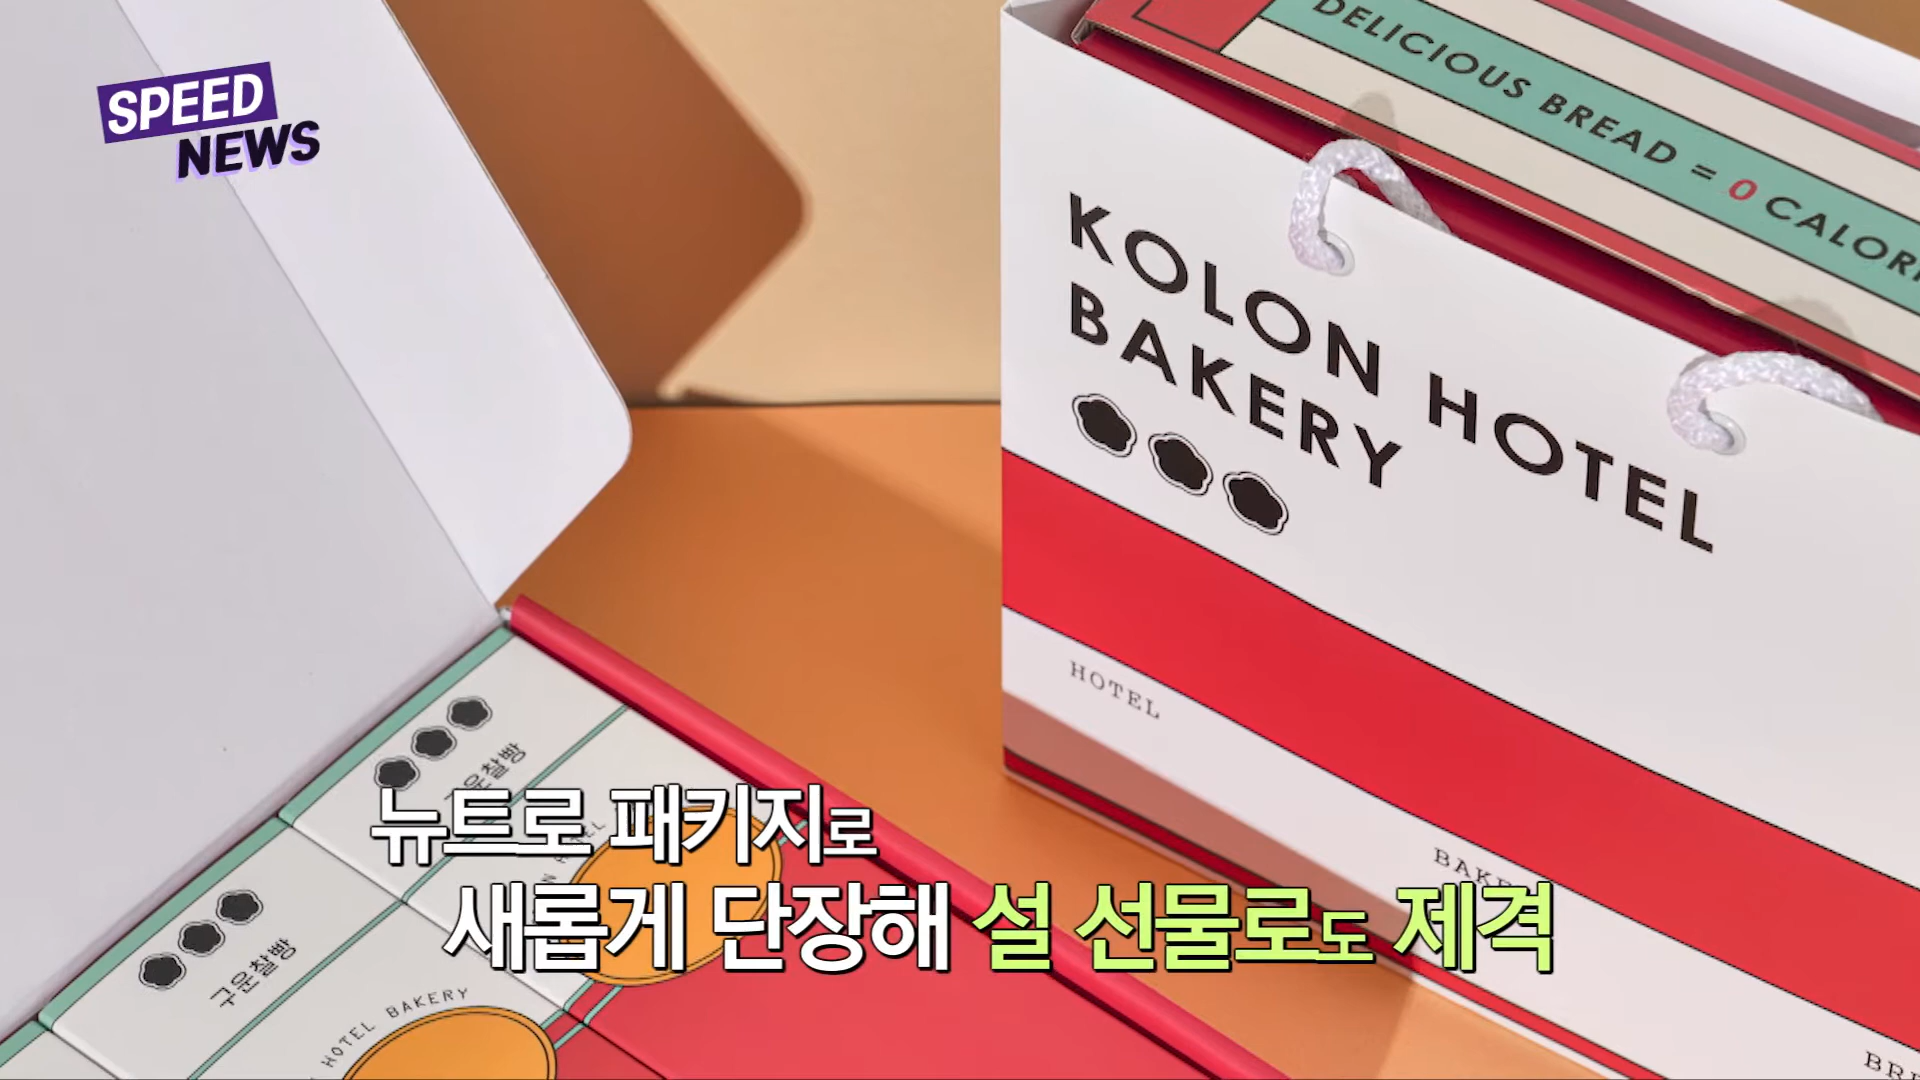 SPEED
NEWS
DELICIOUS BREAD = 0
KOLON HOTEL
BAKERY
HOTEL
구운찰빵
구운찰빵
HOTEL BAKERY
뉴트로 패키지로
새롭게 단장해 설 선물로도 제격